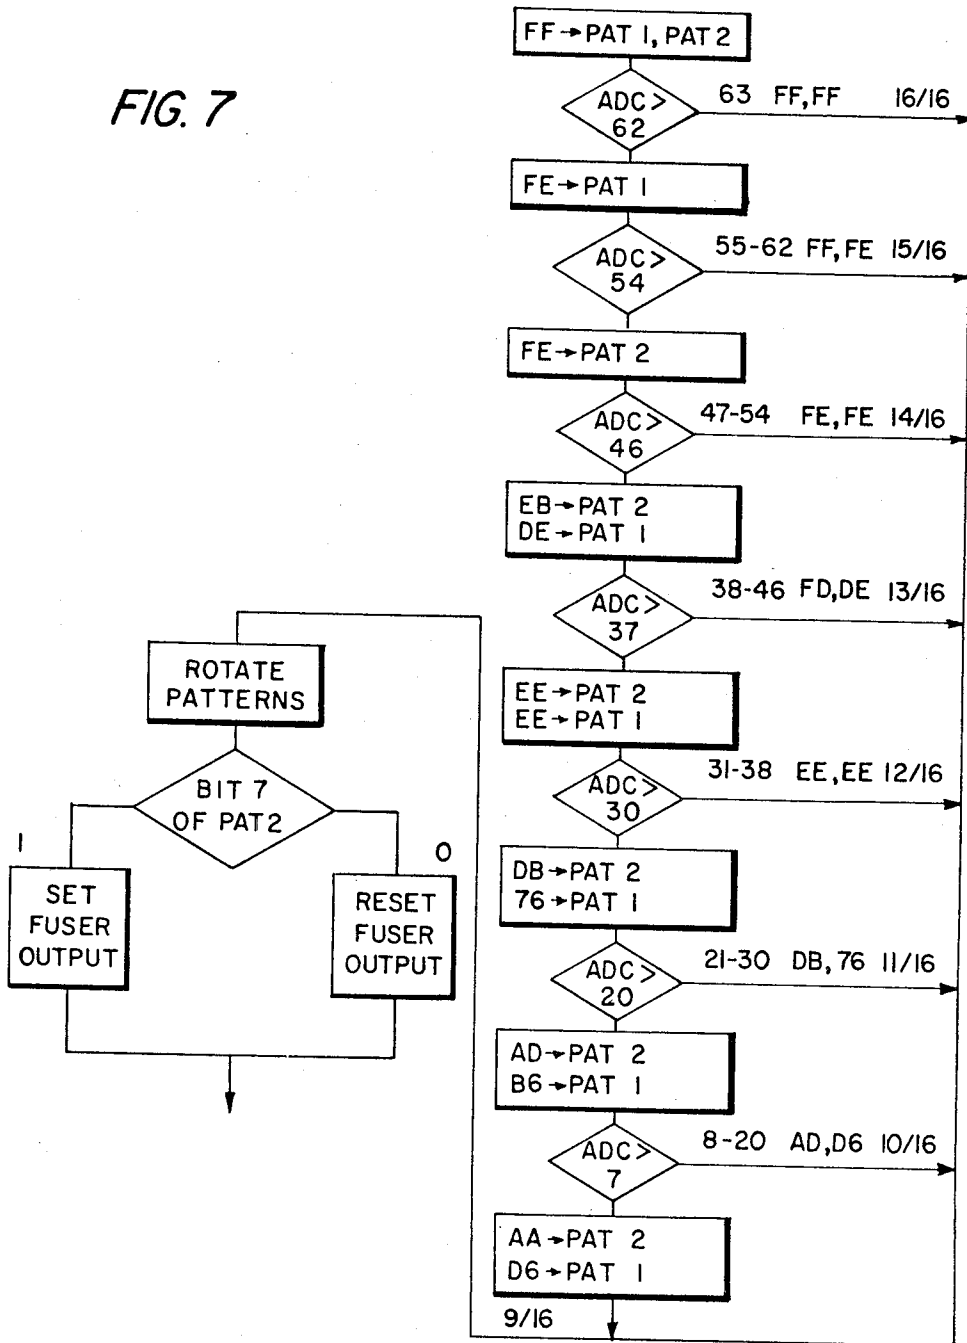 FIG. 7
FF→PAT 1, PAT 2
ADC>
62
63 FF,FF 16/16
FE→PAT 1
ADC>
54
55-62 FF,FE 15/16
FE→PAT 2
ADC>
46
47-54 FE,FE 14/16
EB→PAT 2
DE→PAT 1
ADC>
37
38-46 FD,DE 13/16
EE→PAT 2
EE→PAT 1
ADC>
30
31-38 EE,EE 12/16
DB→PAT 2
76→PAT 1
ADC>
20
21-30 DB,76 11/16
AD→PAT 2
B6→PAT 1
ADC>
7
8-20 AD,D6 10/16
AA→PAT 2
D6→PAT 1
9/16
ROTATE
PATTERNS
BIT 7
OF PAT2
1
0
SET
FUSER
OUTPUT
RESET
FUSER
OUTPUT